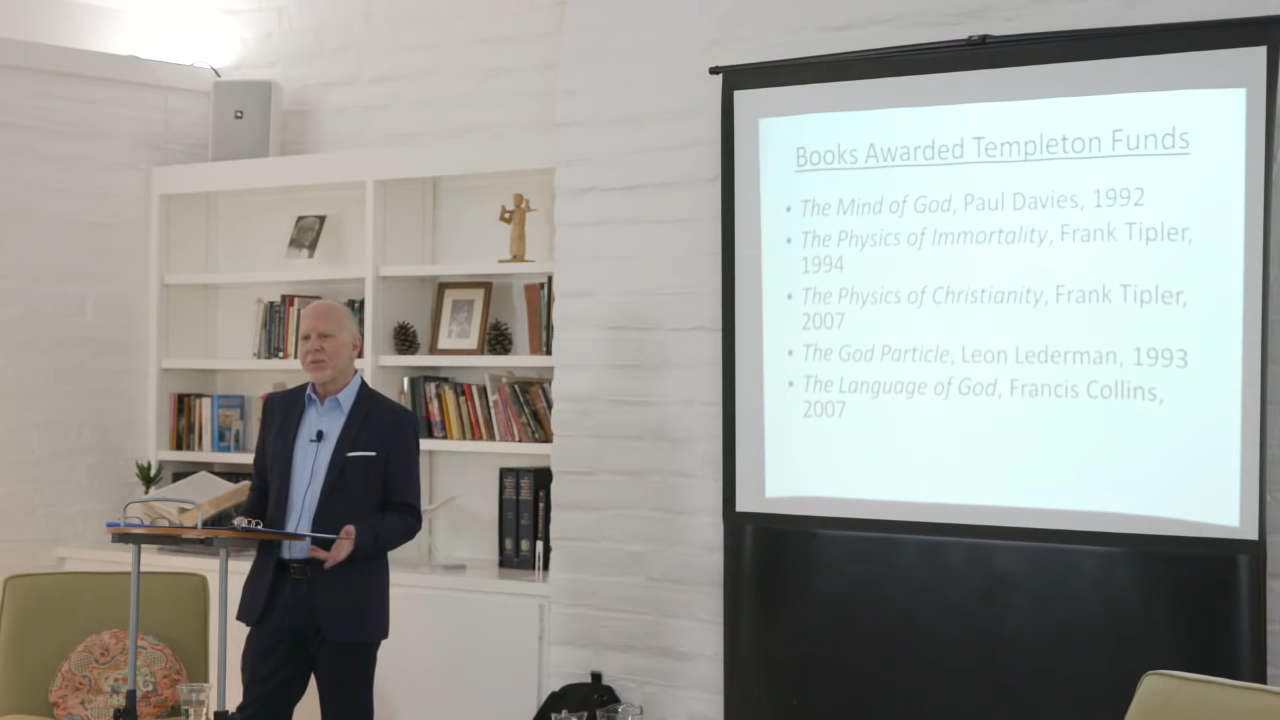 Books Awarded Templeton Funds
• The Mind of God, Paul Davies, 1992
• The Physics of Immortality, Frank Tipler,
1994
• The Physics of Christianity, Frank Tipler,
2007
• The God Particle, Leon Lederman, 1993
• The Language of God, Francis Collins,
2007